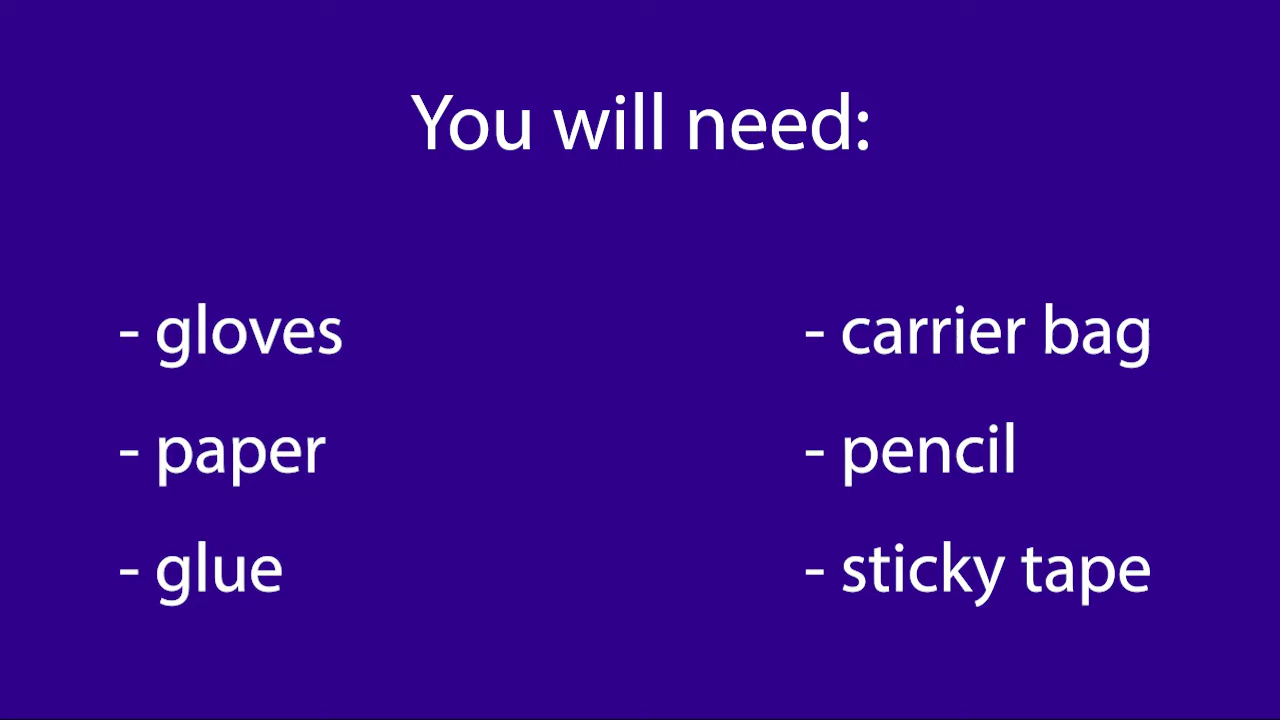 You will need:
- gloves
- paper
- glue
- carrier bag
- pencil
- sticky tape